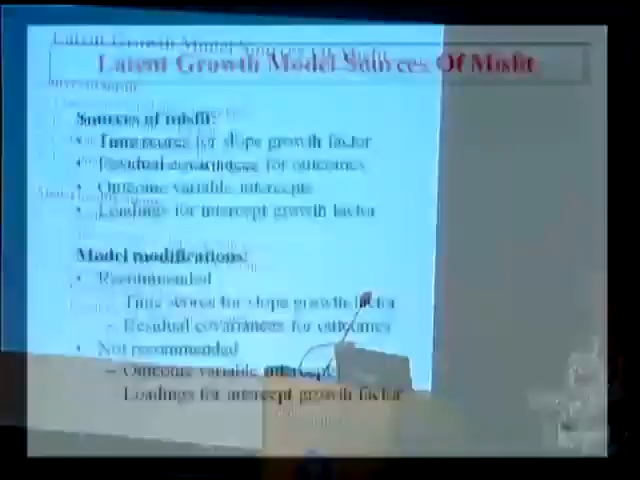 Latent Growth Model Sources Of Misfit
Sources of misfit:
• Time scores for slope growth factor
• Residual covariances for outcomes
• Outcome variable intercepts
• Loadings for intercept growth factor
Model modifications:
• Recommended
– Time scores for slope growth factor
– Residual covariances for outcomes
• Not recommended
– Outcome variable intercepts
– Loadings for intercept growth factor